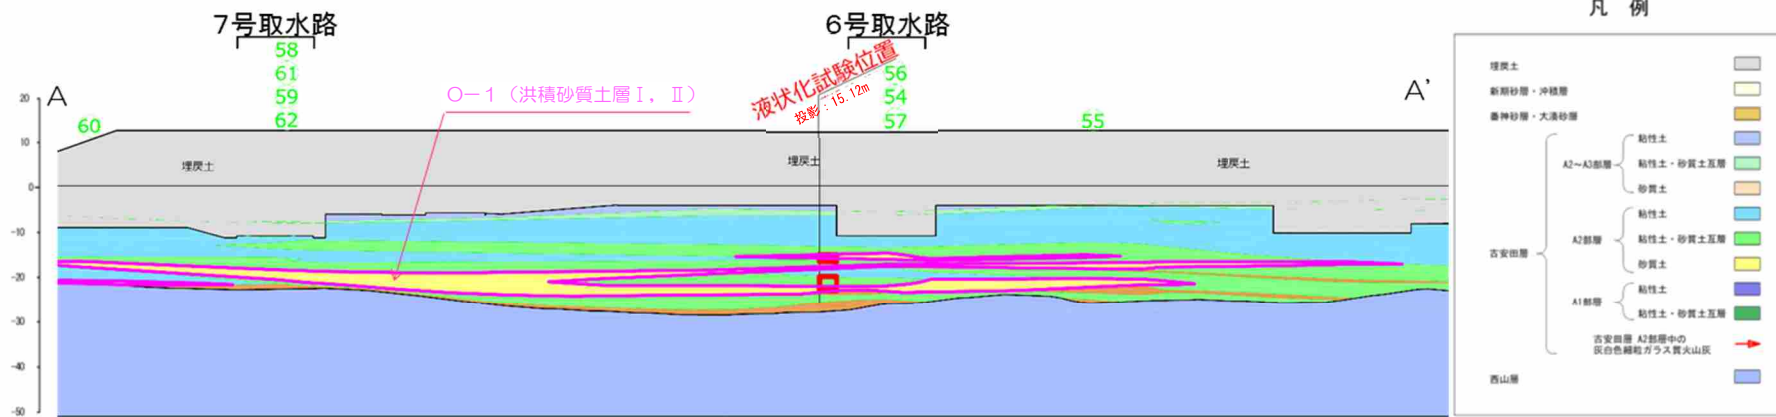 7号取水路
58
61
59
62
6号取水路
56
54
57
55
60
A
A'
O－1（洪積砂質土層Ⅰ，Ⅱ）
液状化試験位置
投影：15.12m
20
10
0
-10
-20
-30
-40
-50
埋戻土
埋戻土
埋戻土
凡 例
埋戻土
新期砂層・沖積層
番神砂層・大湊砂層
古安田層
A2～A3部層
粘性土
粘性土・砂質土互層
砂質土
A2部層
粘性土
粘性土・砂質土互層
砂質土
A1部層
粘性土
粘性土・砂質土互層
古安田層 A2部層中の
灰白色細粒ガラス質火山灰
西山層